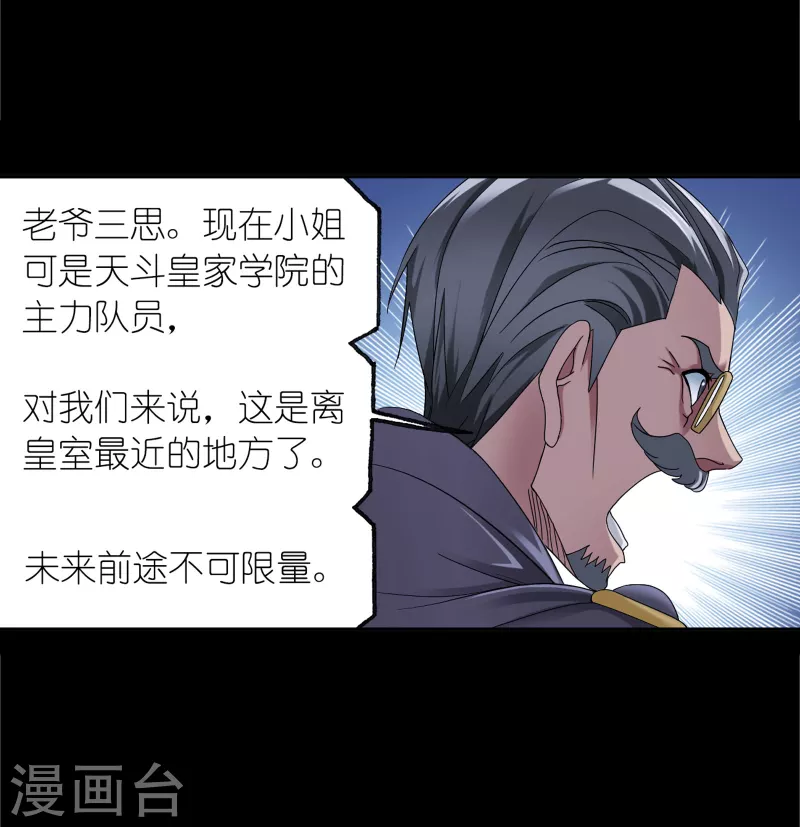 老爷三思。现在小姐
可是天斗皇家学院的
主力队员，
对我们来说，这是离
皇室最近的地方了。
未来前途不可限量。
漫画台